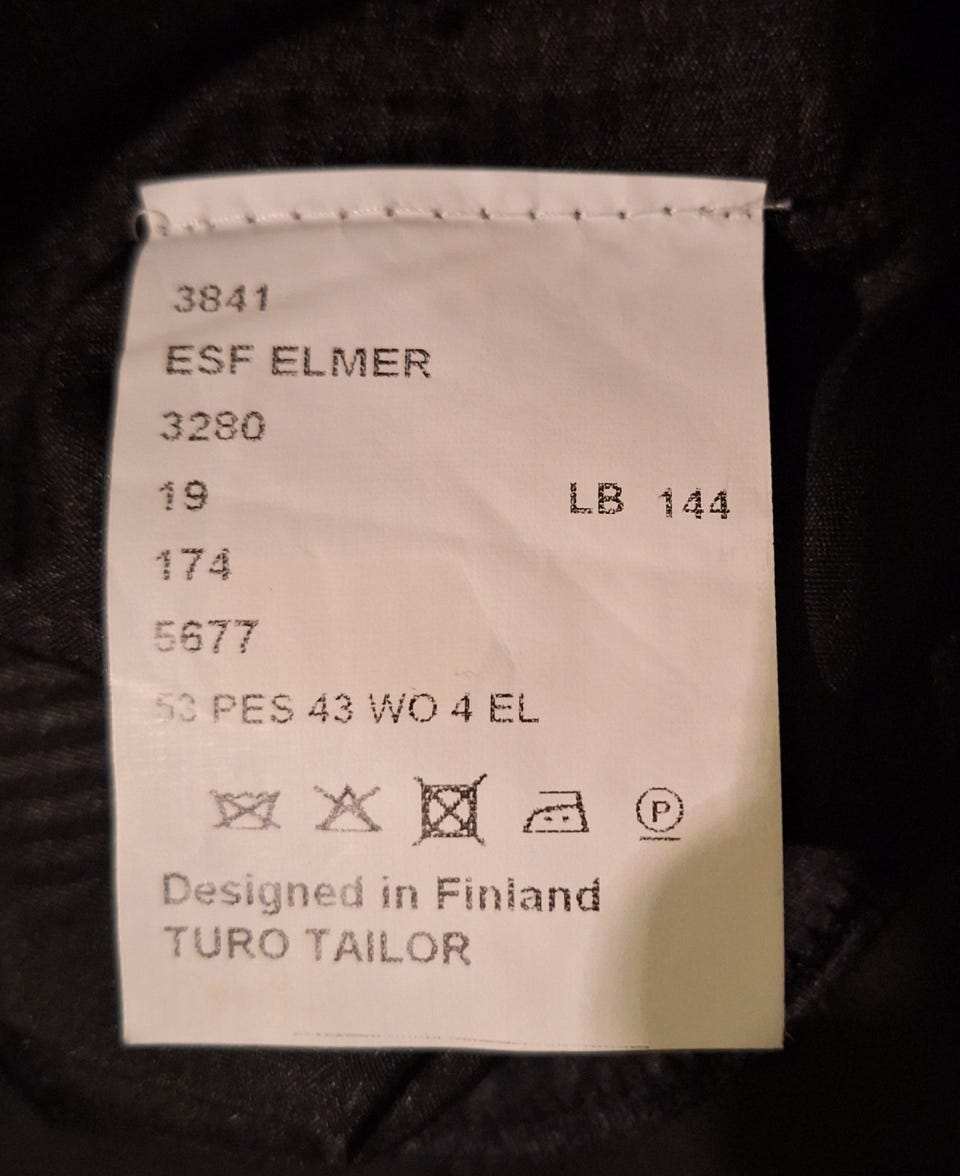 3841
ESF ELMER
3280
19 LB 144
174
5677
53 PES 43 WO 4 EL
P
Designed in Finland
TURO TAILOR